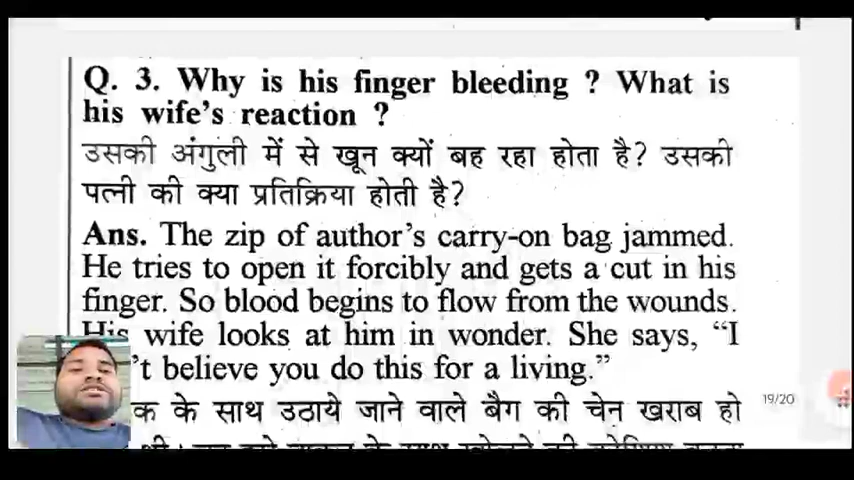 Q. 3. Why is his finger bleeding ? What is
his wife's reaction ?
उसकी अंगुली में से खून क्यों बह रहा होता है? उसकी
पत्नी की क्या प्रतिक्रिया होती है?
Ans. The zip of author's carry-on bag jammed.
He tries to open it forcibly and gets a cut in his
finger. So blood begins to flow from the wounds.
His wife looks at him in wonder. She says, “I
't believe you do this for a living.”
के साथ उठाये जाने वाले बैग की चेन खराब हो
19/20